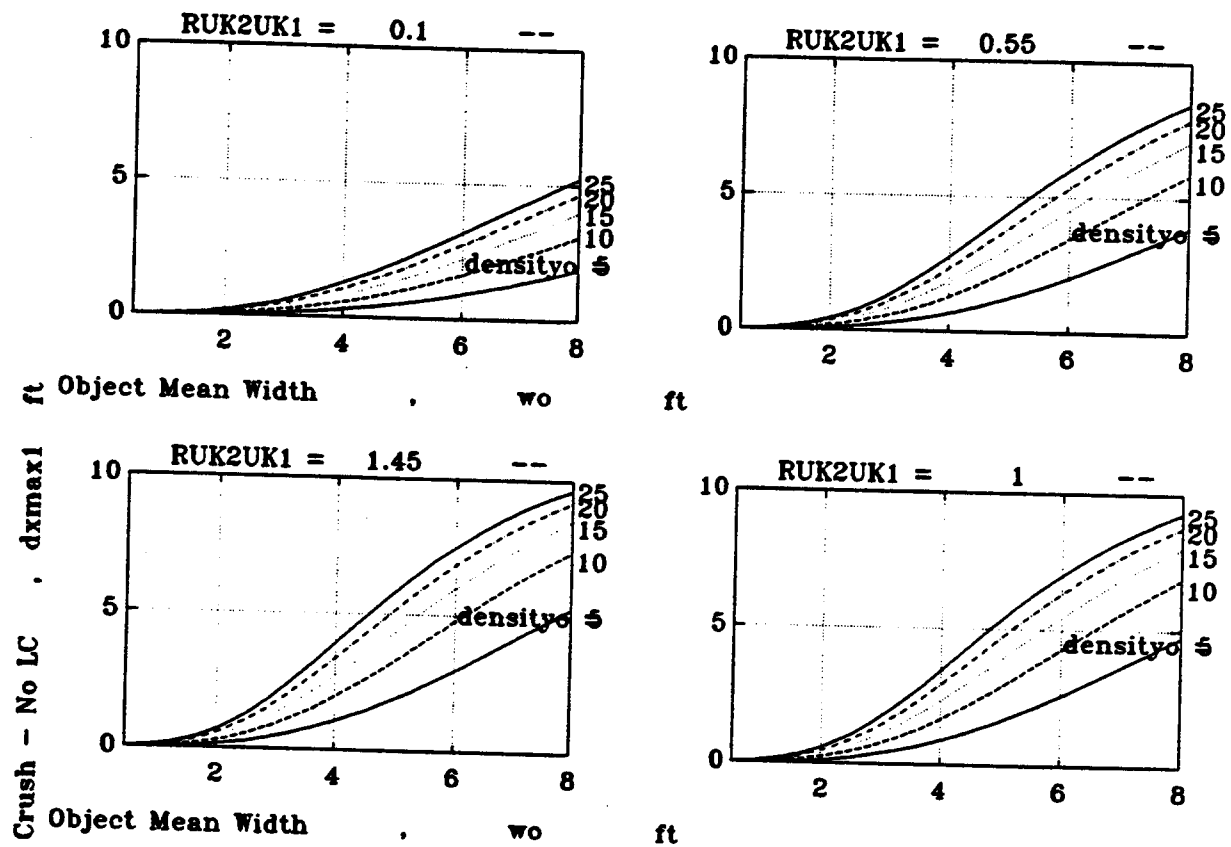 RUK2UK1 = 0.1 --
10
5
0
25
20
15
10
densityo = 5
2 4 6 8
RUK2UK1 = 0.55 --
10
5
0
25
20
15
10
densityo = 5
2 4 6 8
Object Mean Width , wo ft
Crush - No LC , dxmax1 ft
RUK2UK1 = 1.45 --
10
5
0
25
20
15
10
densityo = 5
2 4 6 8
RUK2UK1 = 1 --
10
5
0
25
20
15
10
densityo = 5
2 4 6 8
Object Mean Width , wo ft